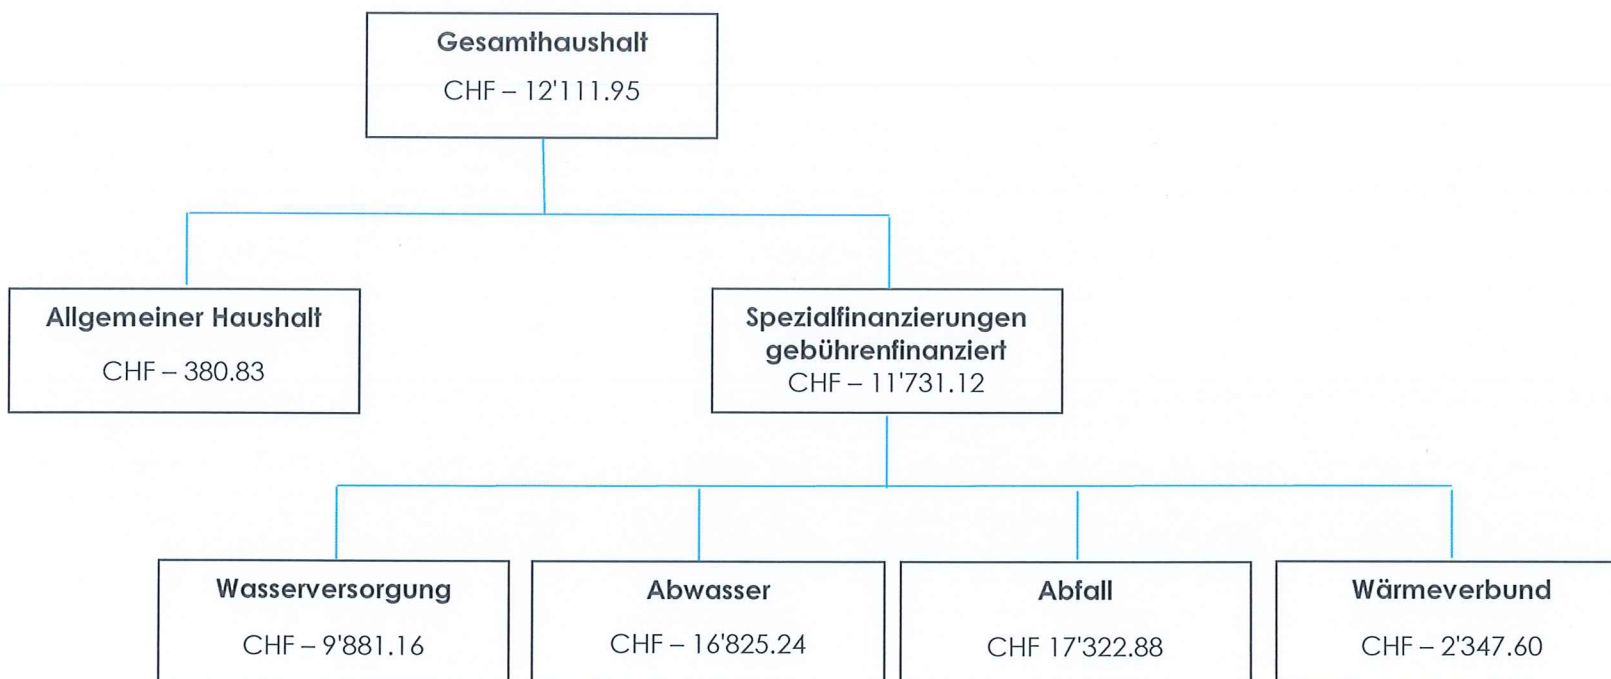 Gesamthaushalt
CHF – 12'111.95
Allgemeiner Haushalt
CHF – 380.83
Spezialfinanzierungen
gebührenfinanziert
CHF – 11'731.12
Wasserversorgung
CHF – 9'881.16
Abwasser
CHF – 16'825.24
Abfall
CHF 17'322.88
Wärmeverbund
CHF – 2'347.60